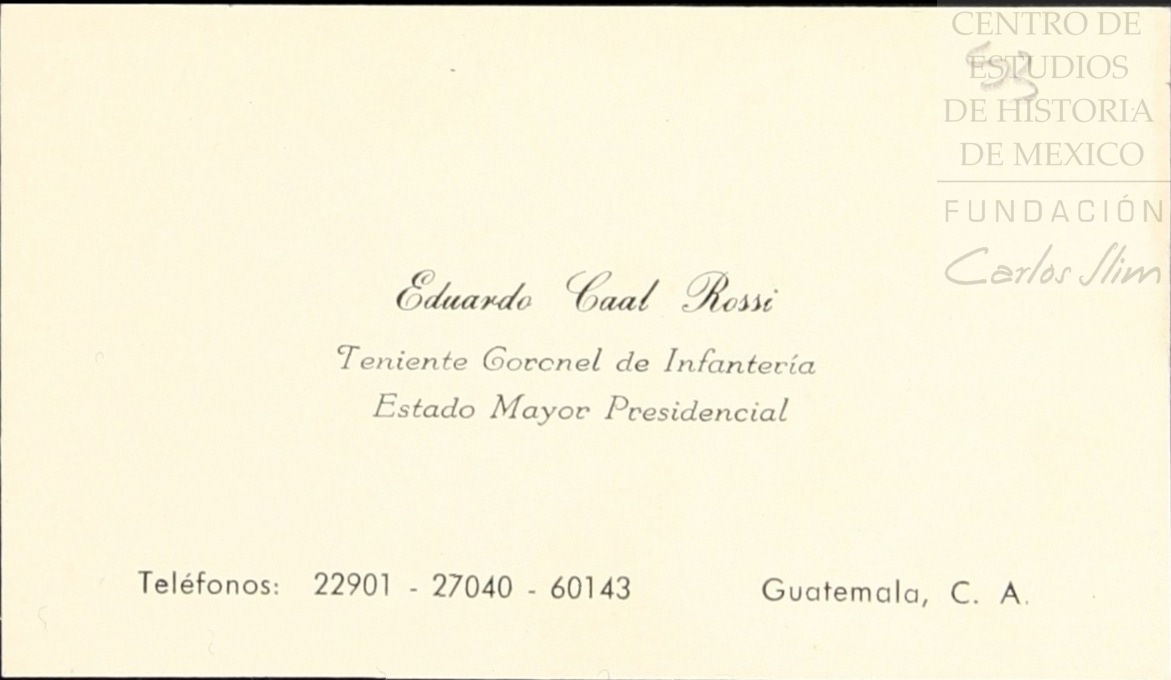 CENTRO DE
ESTUDIOS
DE HISTORIA
DE MEXICO
FUNDACIÓN
Carlos Slim
Eduardo Caal Rossi
Teniente Coronel de Infantería
Estado Mayor Presidencial
Teléfonos: 22901 - 27040 - 60143 Guatemala, C. A.